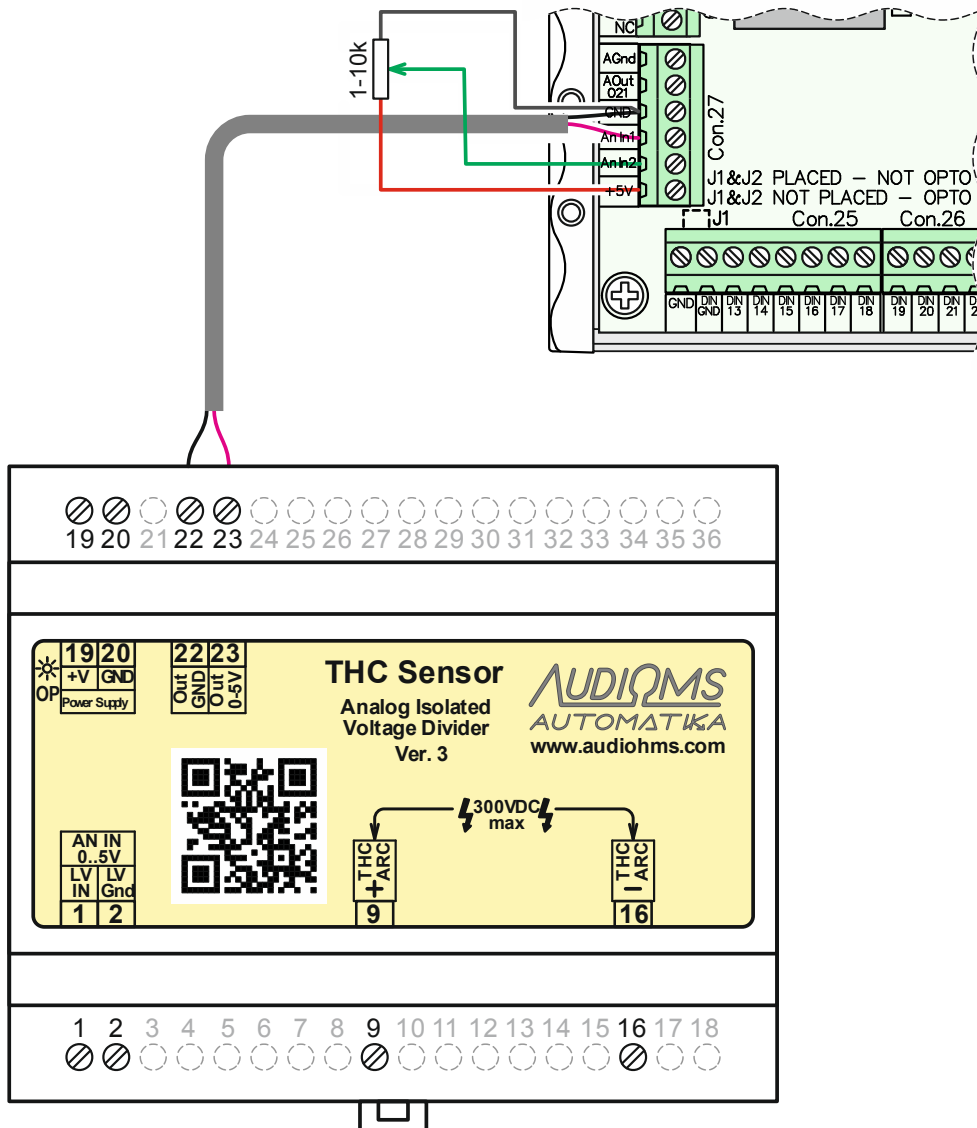 NC
AGnd
AOut
021
GND
An In1
An In2
+5V
Con.27
1-10k
J1&J2 PLACED – NOT OPTO
J1&J2 NOT PLACED – OPTO
J1 Con.25 Con.26
GND DIN GND DIN 13 DIN 14 DIN 15 DIN 16 DIN 17 DIN 18 DIN 19 DIN 20 DIN 21
19 20 21 22 23 24 25 26 27 28 29 30 31 32 33 34 35 36
OP
19 20
+V GND
Power Supply
22 23
Out GND Out 0-5V
THC Sensor
Analog Isolated
Voltage Divider
Ver. 3
AUDIOMS
AUTOMATIKA
www.audiohms.com
300VDC
max
AN IN
0..5V
LV IN LV Gnd
1 2
THC ARC +
9
THC ARC –
16
1 2 3 4 5 6 7 8 9 10 11 12 13 14 15 16 17 18